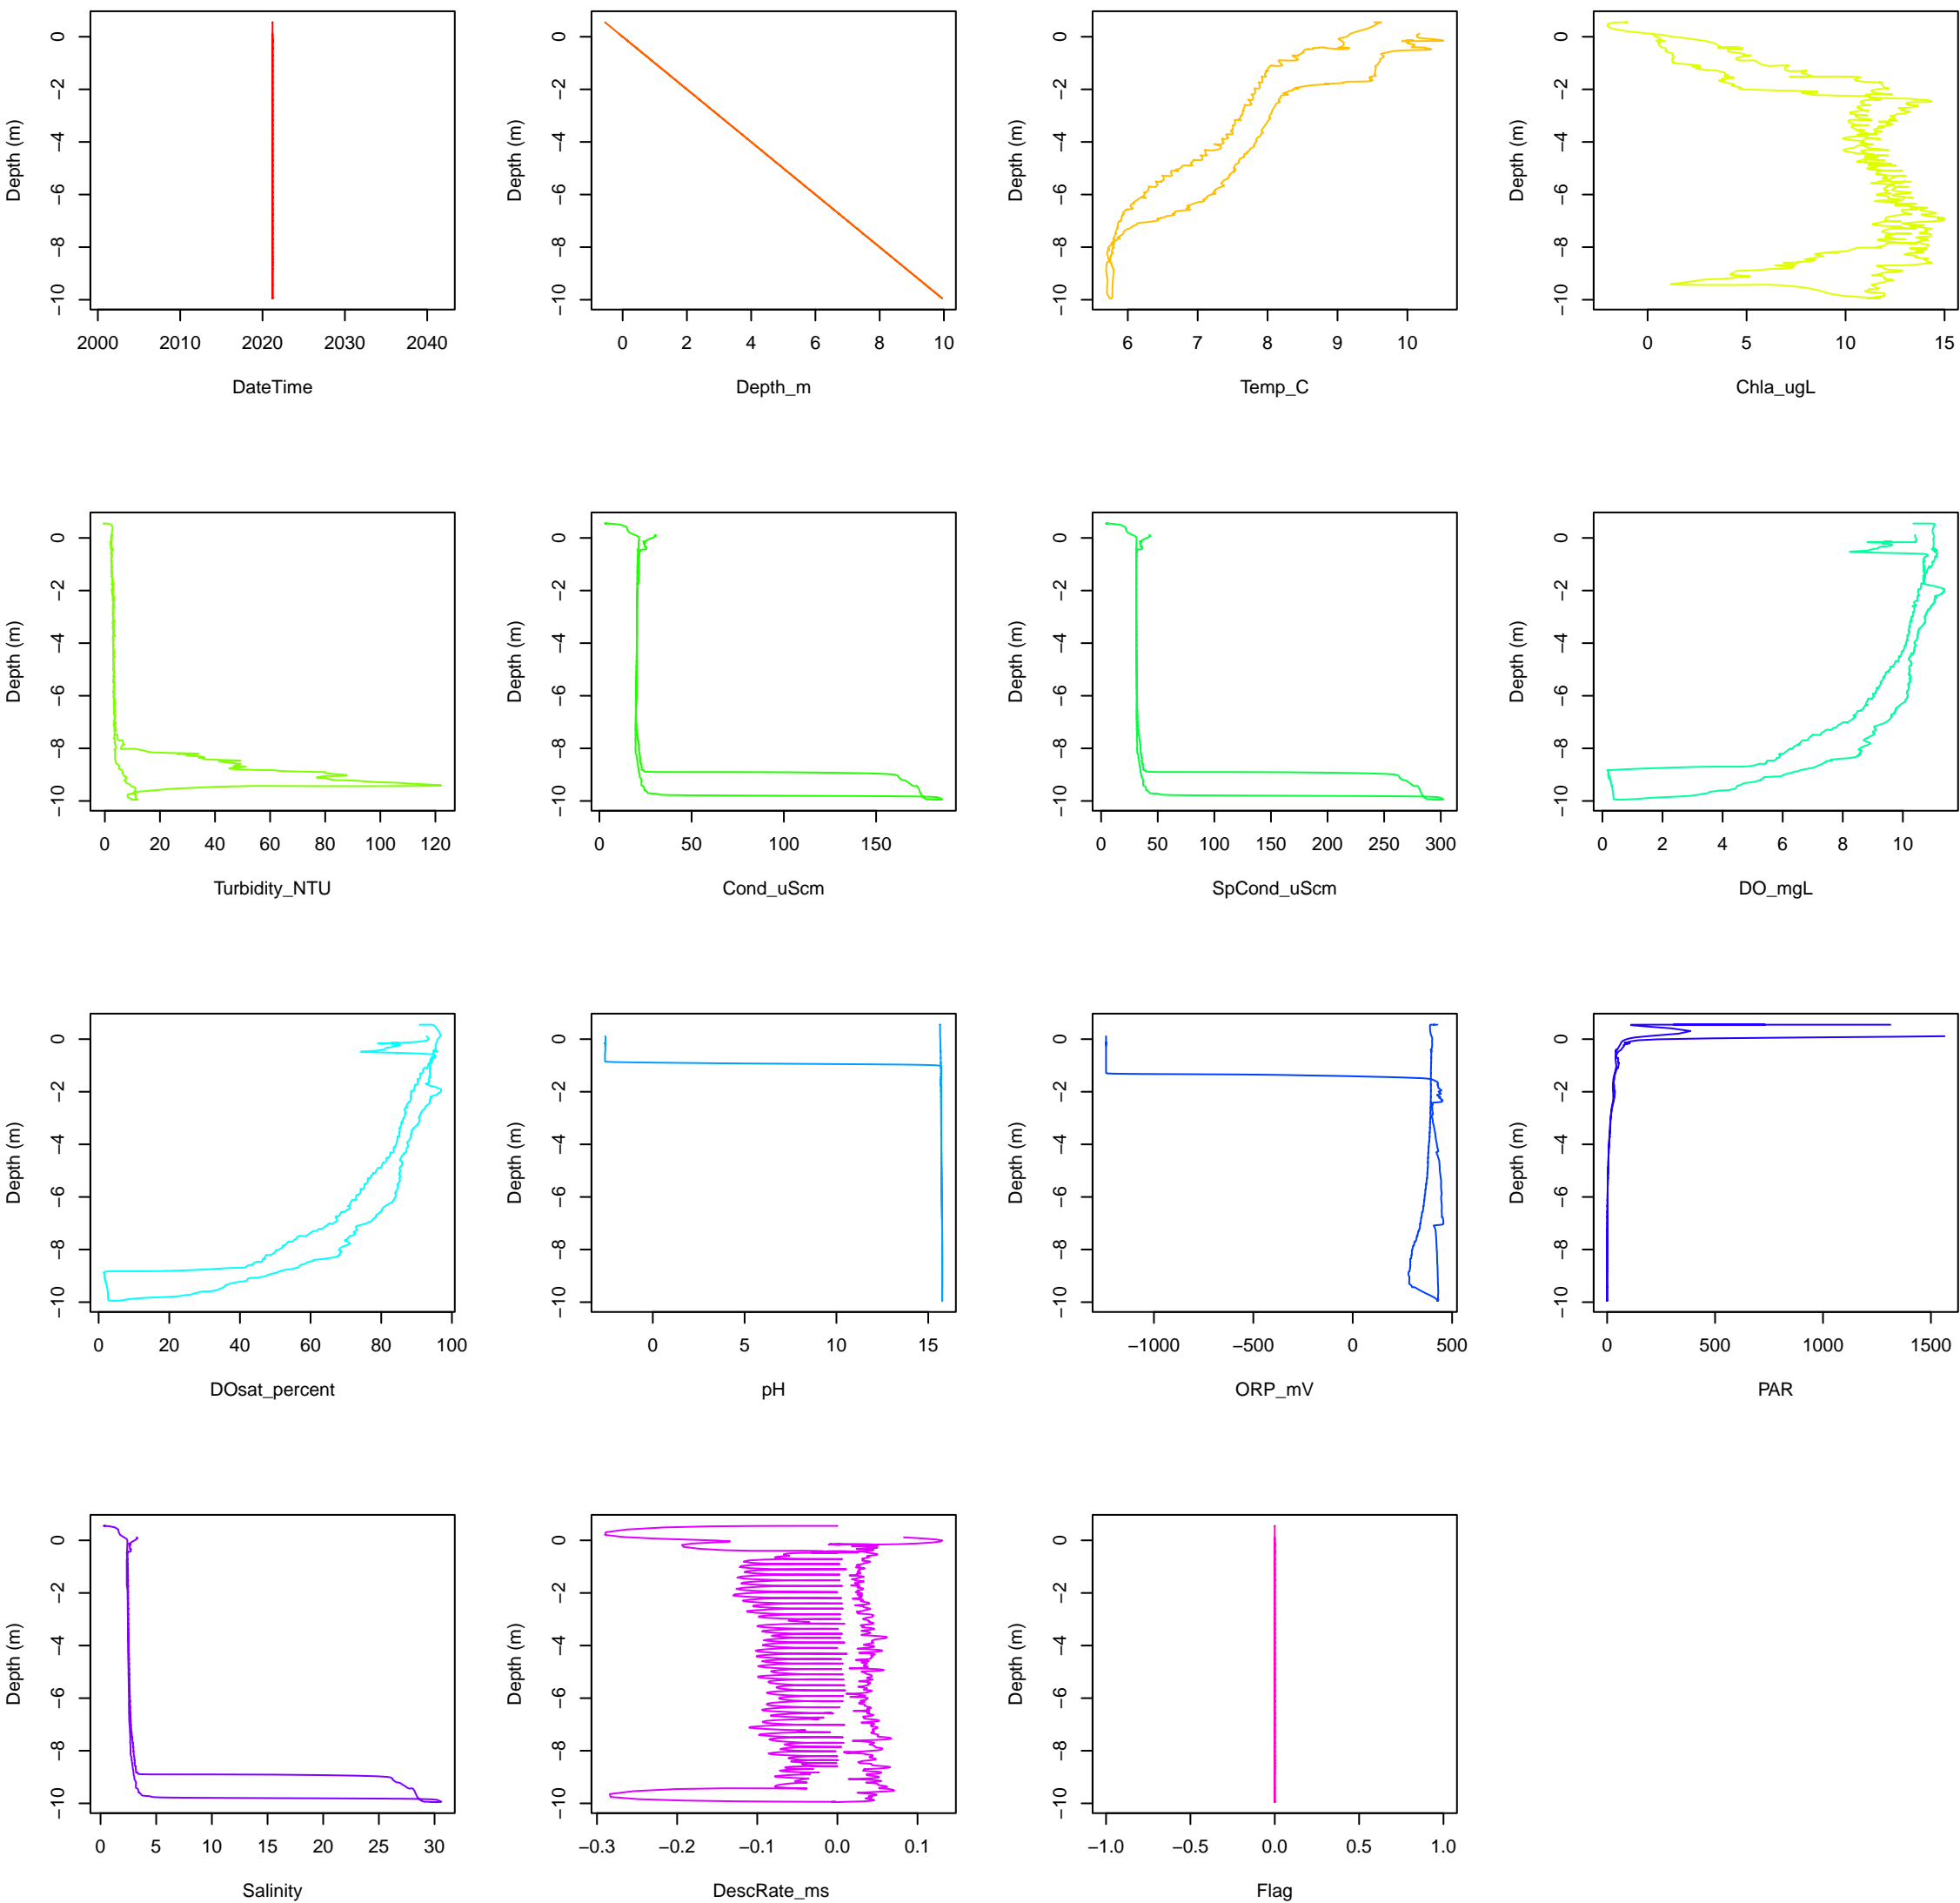 0 −2 −4 −6 −8 −10
Depth (m)
2000 2010 2020 2030 2040
DateTime
0 −2 −4 −6 −8 −10
Depth (m)
0 2 4 6 8 10
Depth_m
0 −2 −4 −6 −8 −10
Depth (m)
6 7 8 9 10
Temp_C
0 −2 −4 −6 −8 −10
Depth (m)
0 5 10 15
Chla_ugL
0 −2 −4 −6 −8 −10
Depth (m)
0 20 40 60 80 100 120
Turbidity_NTU
0 −2 −4 −6 −8 −10
Depth (m)
0 50 100 150
Cond_uScm
0 −2 −4 −6 −8 −10
Depth (m)
0 50 100 150 200 250 300
SpCond_uScm
0 −2 −4 −6 −8 −10
Depth (m)
0 2 4 6 8 10
DO_mgL
0 −2 −4 −6 −8 −10
Depth (m)
0 20 40 60 80 100
DOsat_percent
0 −2 −4 −6 −8 −10
Depth (m)
0 5 10 15
pH
0 −2 −4 −6 −8 −10
Depth (m)
−1000 −500 0 500
ORP_mV
0 −2 −4 −6 −8 −10
Depth (m)
0 500 1000 1500
PAR
0 −2 −4 −6 −8 −10
Depth (m)
0 5 10 15 20 25 30
Salinity
0 −2 −4 −6 −8 −10
Depth (m)
−0.3 −0.2 −0.1 0.0 0.1
DescRate_ms
0 −2 −4 −6 −8 −10
Depth (m)
−1.0 −0.5 0.0 0.5 1.0
Flag